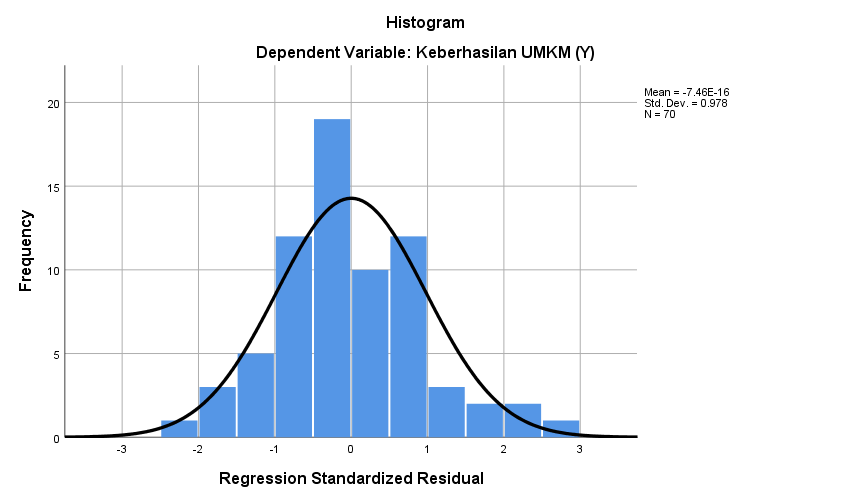 Histogram
Dependent Variable: Keberhasilan UMKM (Y)
Mean = -7.46E-16
Std. Dev. = 0.978
N = 70
20
15
10
5
0
Frequency
-3 -2 -1 0 1 2 3
Regression Standardized Residual